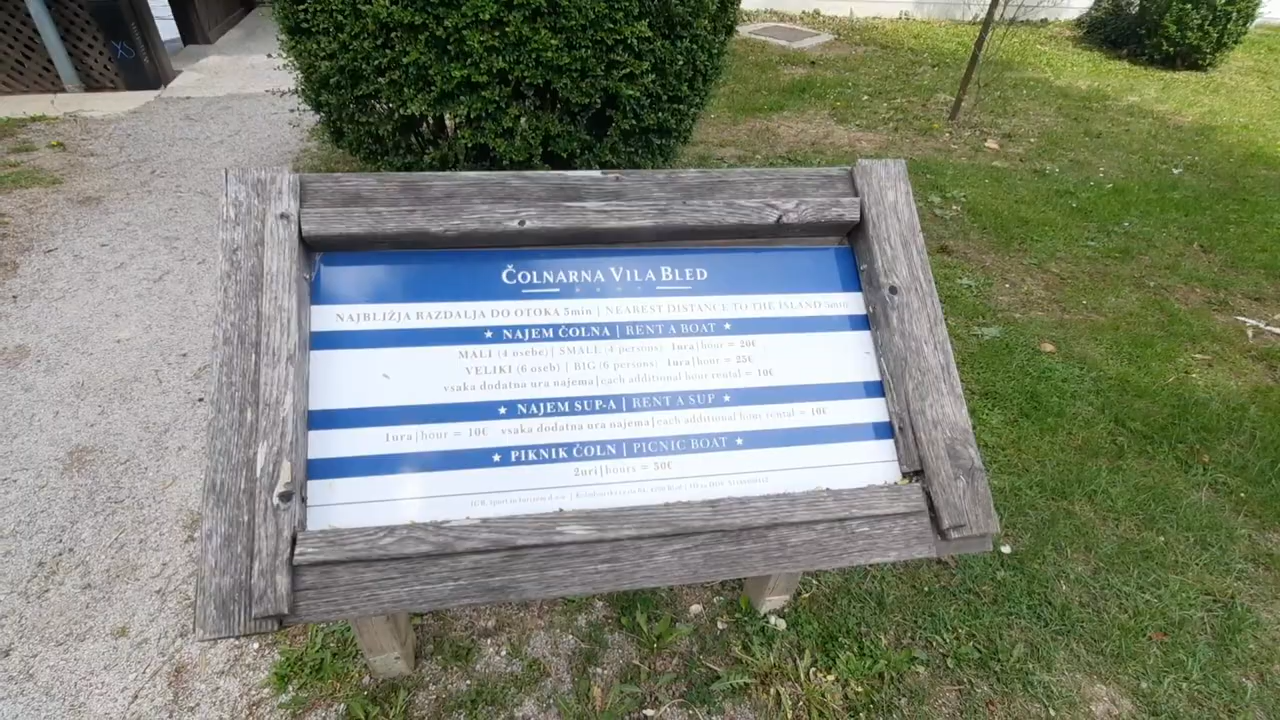 XS
ČOLNARNA VILA BLED
NAJBLIŽJA RAZDALJA DO OTOKA 5min | NEAREST DISTANCE TO THE ISLAND 5min
★ NAJEM ČOLNA | RENT A BOAT ★
MALI (4 osebe) | SMALL (4 persons) 1ura|hour = 20€
VELIKI (6 oseb) | BIG (6 persons) 1ura|hour = 25€
vsaka dodatna ura najema|each additional hour rental = 10€
★ NAJEM SUP-A | RENT A SUP ★
1ura|hour = 10€ vsaka dodatna ura najema|each additional hour rental = 10€
★ PIKNIK ČOLN | PICNIC BOAT ★
2uri|hours = 50€